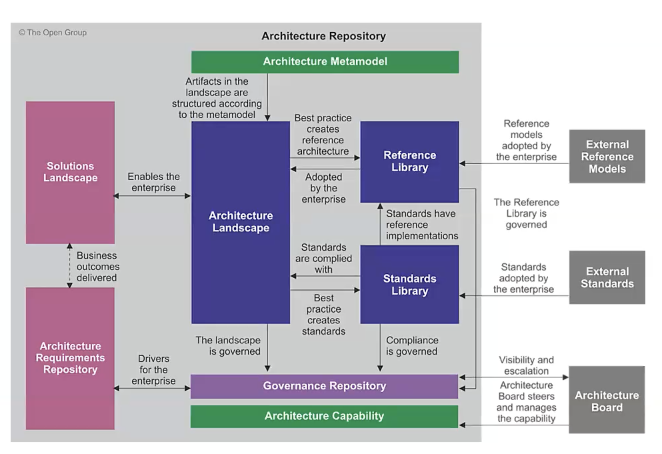 © The Open Group
Architecture Repository
Architecture Metamodel
Artifacts in the
landscape are
structured according
to the metamodel
Best practice
creates
reference
architecture
Reference
models
adopted by
the enterprise
External
Reference
Models
Solutions
Landscape
Enables the
enterprise
Architecture
Landscape
Reference
Library
Adopted
by the
enterprise
The Reference
Library is
governed
Standards have
reference
implementations
Business
outcomes
delivered
Standards
are complied
with
Standards
Library
Standards
adopted by
the enterprise
External
Standards
Best
practice
creates
standards
Architecture
Requirements
Repository
Drivers
for the
enterprise
The landscape
is governed
Compliance
is governed
Visibility and
escalation
Governance Repository
Architecture
Board steers
and manages
the capability
Architecture
Board
Architecture Capability